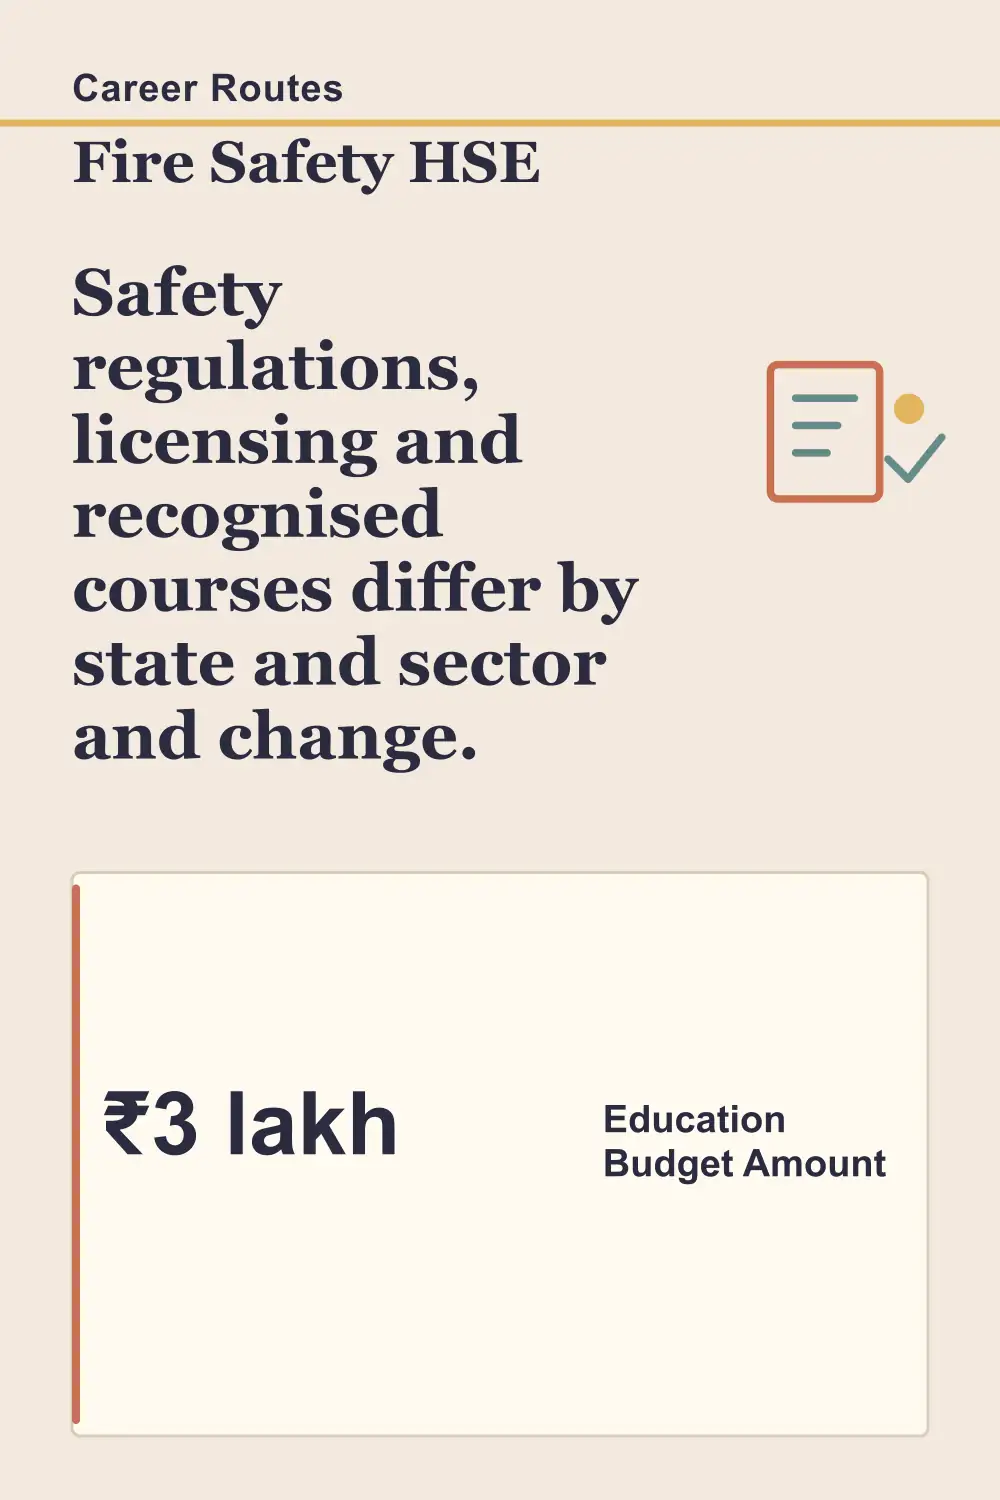 Career Routes
Fire Safety HSE
Safety
regulations,
licensing and
recognised
courses differ by
state and sector
and change.
₹3 lakh
Education
Budget Amount